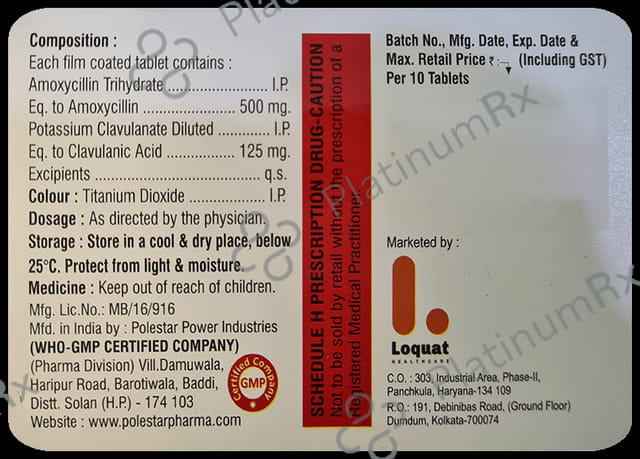 Composition :
Each film coated tablet contains :
Amoxycillin Trihydrate ........................ I.P.
Eq. to Amoxycillin ..................... 500 mg.
Potassium Clavulanate Diluted ............ I.P.
Eq. to Clavulanic Acid ................ 125 mg.
Excipients .................................... q.s.
Colour : Titanium Dioxide .................. I.P.
Dosage : As directed by the physician.
Storage : Store in a cool & dry place, below
25°C. Protect from light & moisture.
Medicine : Keep out of reach of children.
Mfg. Lic.No.: MB/16/916
Mfd. in India by : Polestar Power Industries
(WHO-GMP CERTIFIED COMPANY)
(Pharma Division) Vill.Damuwala,
Haripur Road, Barotiwala, Baddi,
Distt. Solan (H.P.) - 174 103
Website : www.polestarpharma.com
Certified Company
GMP
SCHEDULE H PRESCRIPTION DRUG-CAUTION
Not to be sold by retail without the prescription of a
Registered Medical Practitioner.
Batch No., Mfg. Date, Exp. Date &
Max. Retail Price ₹ :- (Including GST)
Per 10 Tablets
Marketed by :
Loquat
HEALTHCARE
C.O. : 303, Industrial Area, Phase-II,
Panchkula, Haryana-134 109
R.O.: 191, Debinibas Road, (Ground Floor)
Dumdum, Kolkata-700074
PlatinumRx
PlatinumRx
PlatinumRx
PlatinumRx
Rx